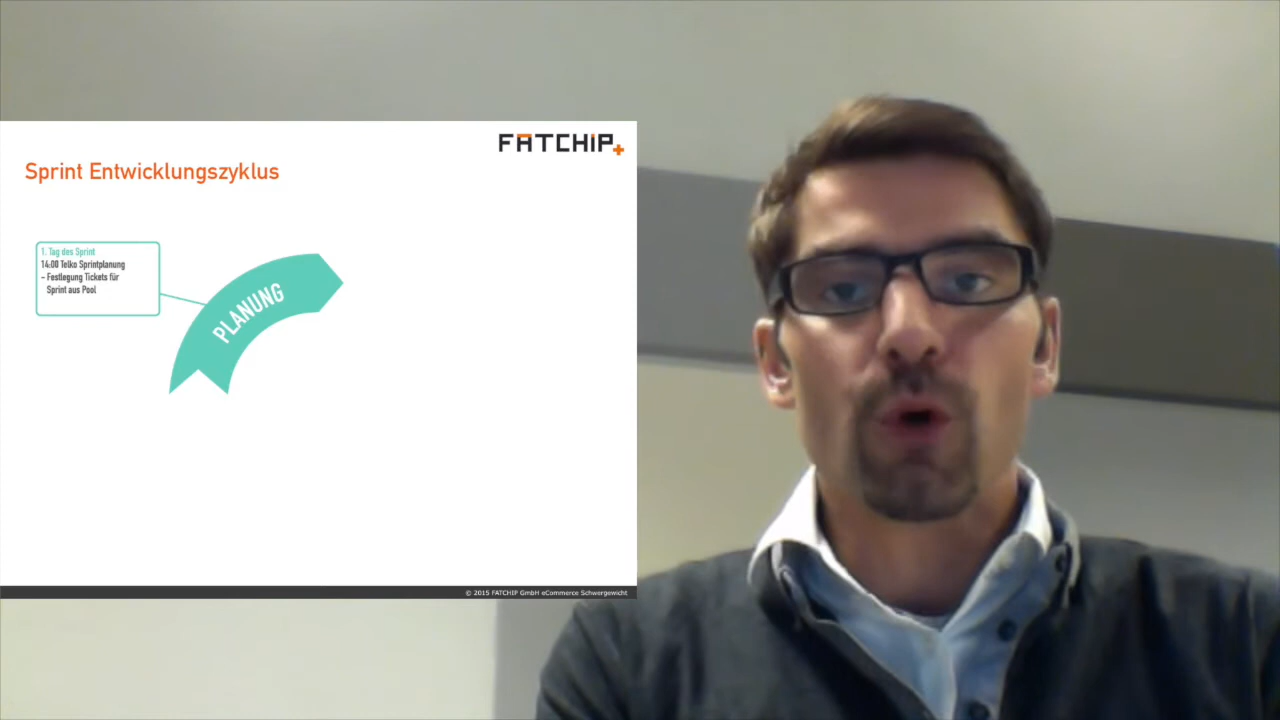 FATCHIP+
Sprint Entwicklungszyklus
1. Tag des Sprint
14:00 Telko Sprintplanung
– Festlegung Tickets für
Sprint aus Pool
PLANUNG
© 2015 FATCHIP GmbH eCommerce Schwergewicht